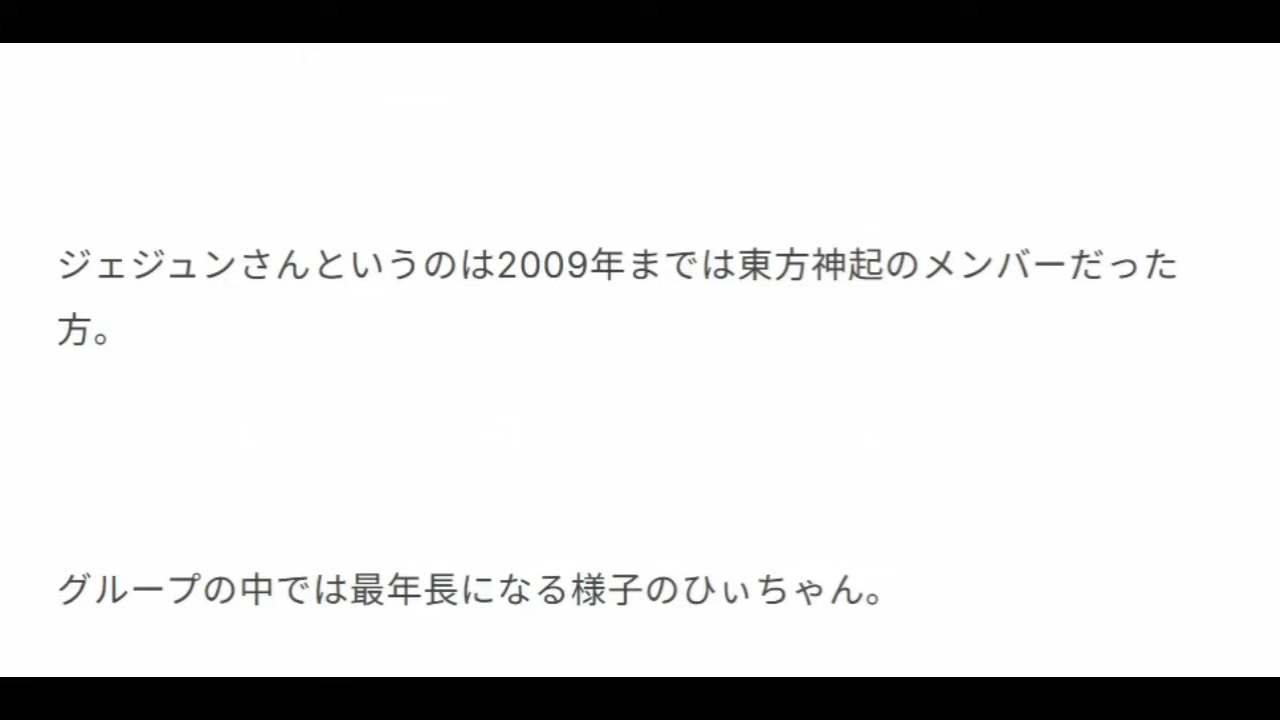 ジェジュンさんというのは2009年までは東方神起のメンバーだった
方。
グループの中では最年長になる様子のひぃちゃん。